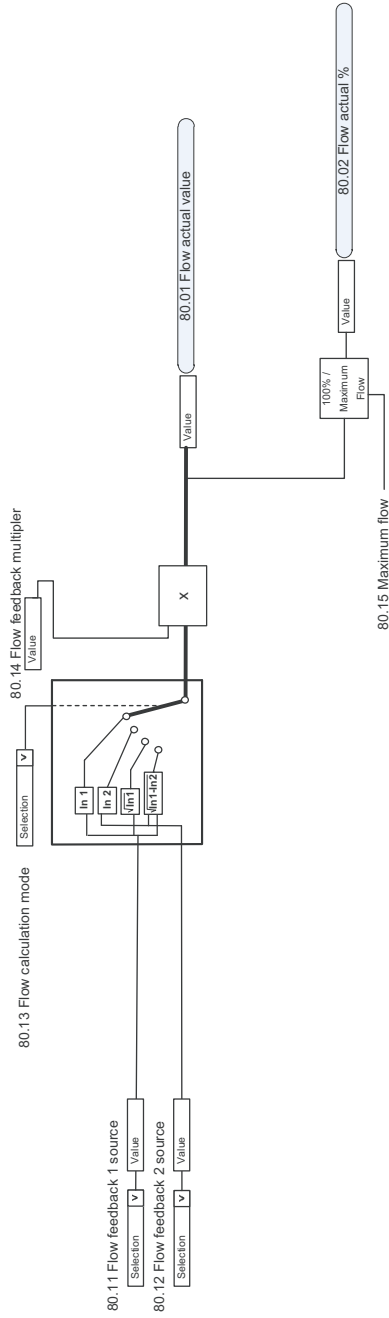 80.11 Flow feedback 1 source
Selection
v
Value
80.12 Flow feedback 2 source
Selection
v
Value
80.13 Flow calculation mode
Selection
v
In 1
In 2
√In1
√In1-In2
80.14 Flow feedback multipler
Value
X
Value
80.01 Flow actual value
100% /
Maximum
Flow
80.15 Maximum flow
Value
80.02 Flow actual %